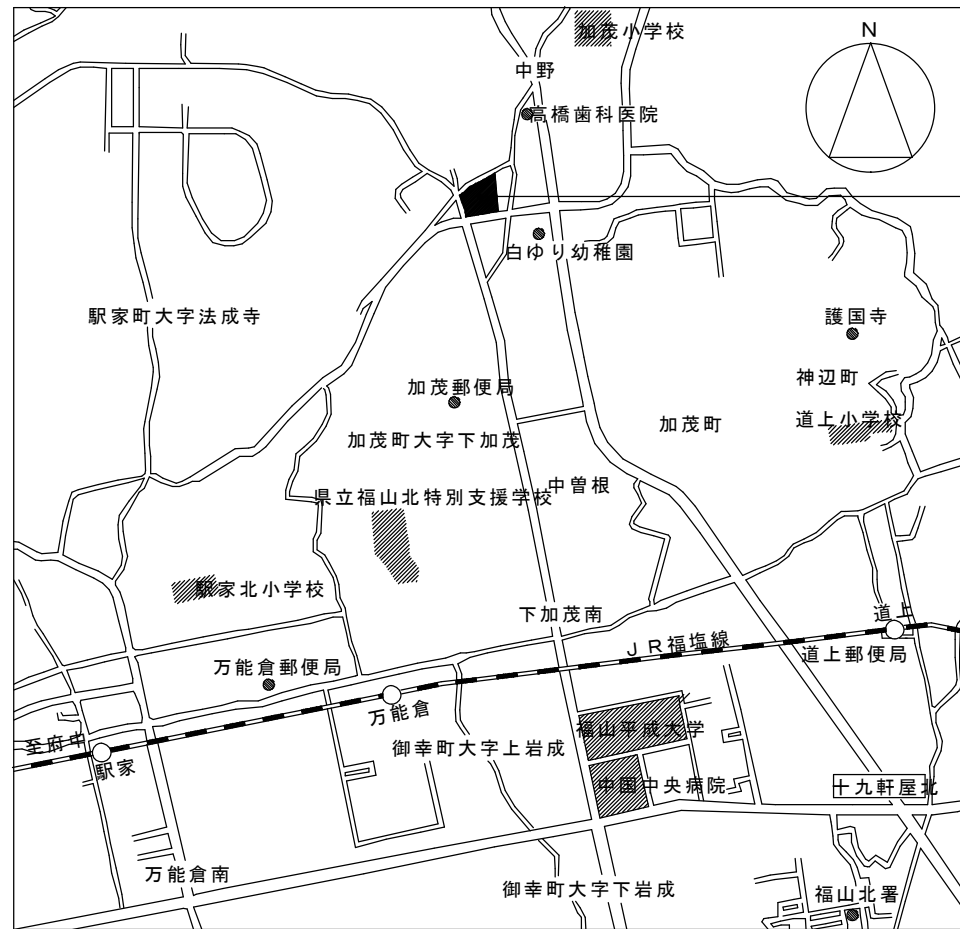 加茂小学校
N
中野
高橋歯科医院
白ゆり幼稚園
駅家町大字法成寺
護国寺
神辺町
加茂郵便局
道上小学校
加茂町
加茂町大字下加茂
中曽根
県立福山北特別支援学校
駅家北小学校
下加茂南
道上
JR福塩線
道上郵便局
万能倉郵便局
万能倉
福山平成大学
至府中
御幸町大字上岩成
駅家
中国中央病院
十九軒屋北
万能倉南
御幸町大字下岩成
福山北署